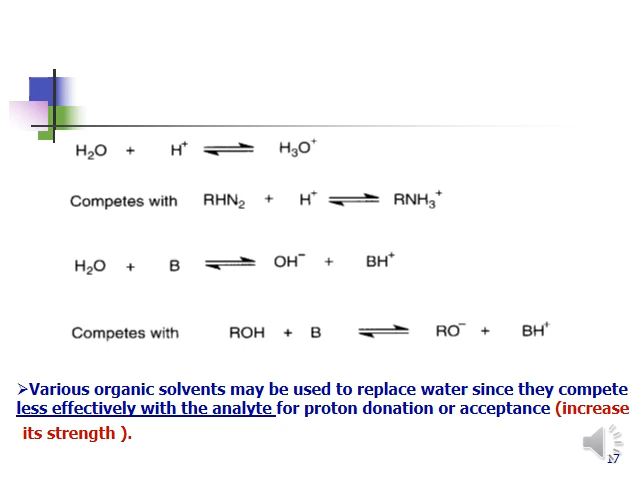 H₂O + H⁺ ⇌ H₃O⁺
Competes with RHN₂ + H⁺ ⇌ RNH₃⁺
H₂O + B ⇌ OH⁻ + BH⁺
Competes with ROH + B ⇌ RO⁻ + BH⁺
➢Various organic solvents may be used to replace water since they compete
less effectively with the analyte for proton donation or acceptance (increase
its strength ).
17